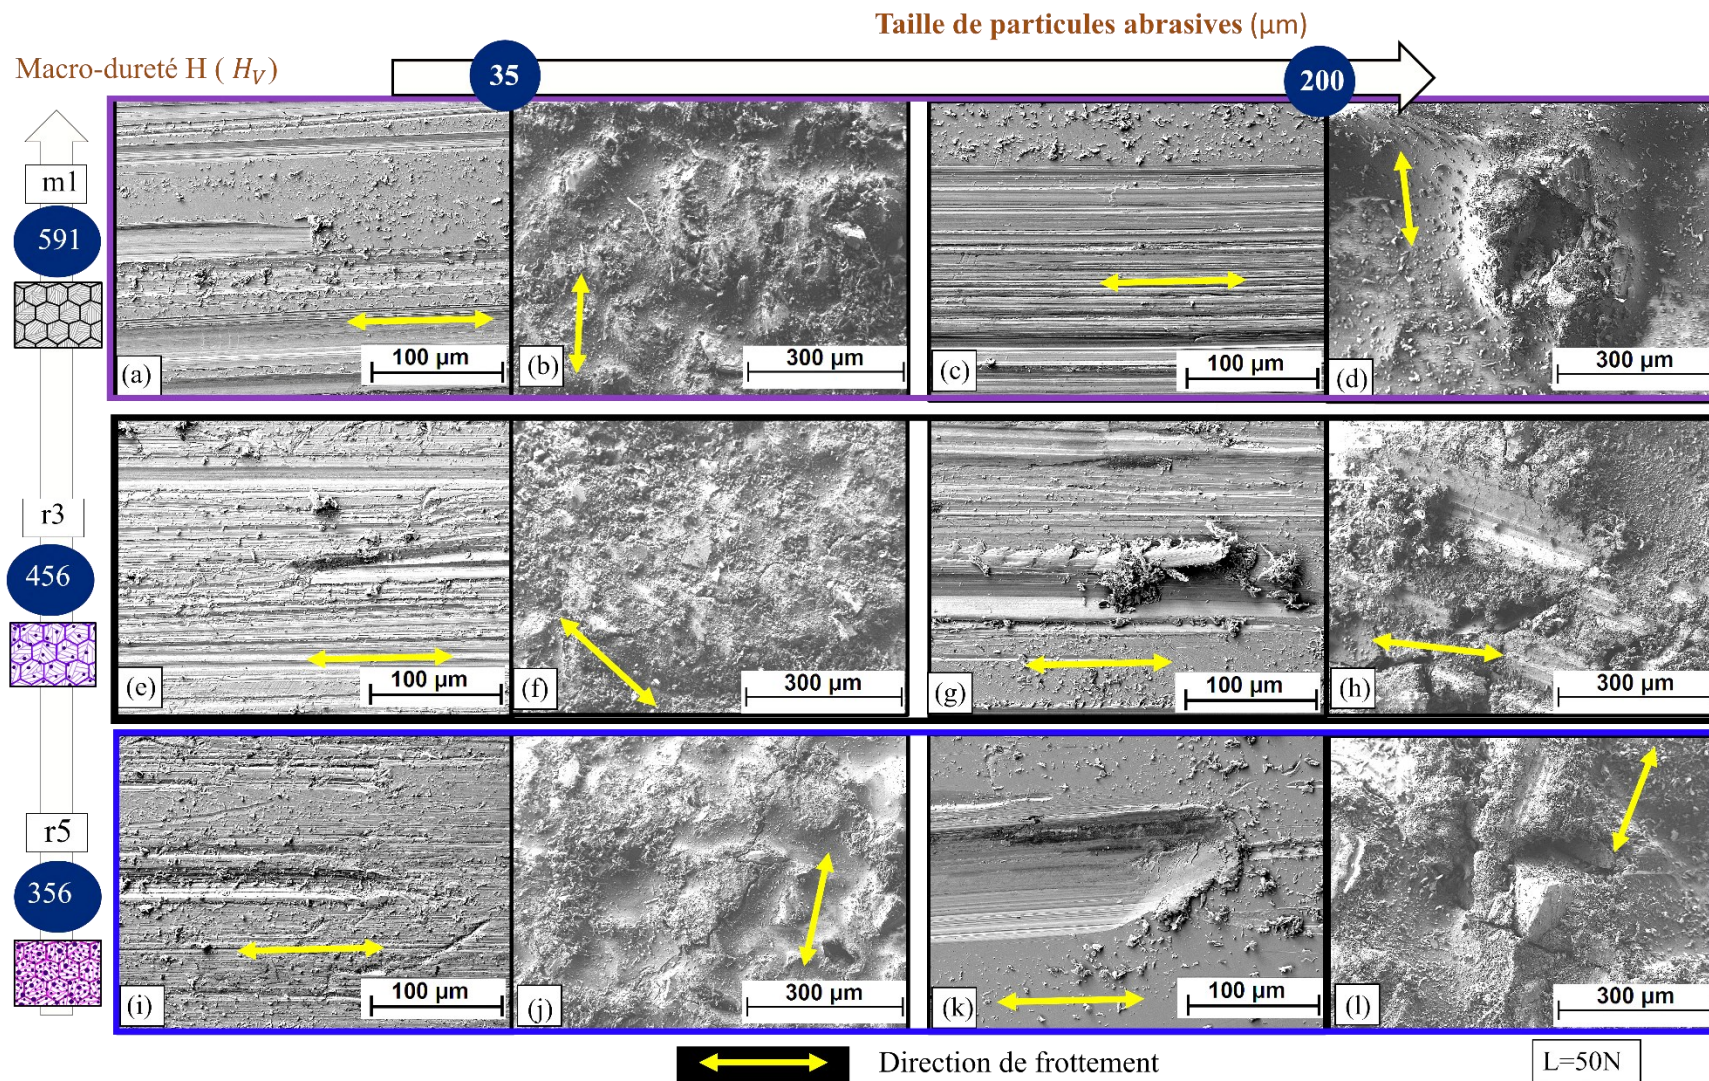 Taille de particules abrasives (µm)
Macro-dureté H ( H_V)
35
200
m1
591
100 µm
(a)
300 µm
(b)
100 µm
(c)
300 µm
(d)
r3
456
100 µm
(e)
300 µm
(f)
100 µm
(g)
300 µm
(h)
r5
356
100 µm
(i)
300 µm
(j)
100 µm
(k)
300 µm
(l)
Direction de frottement
L=50N